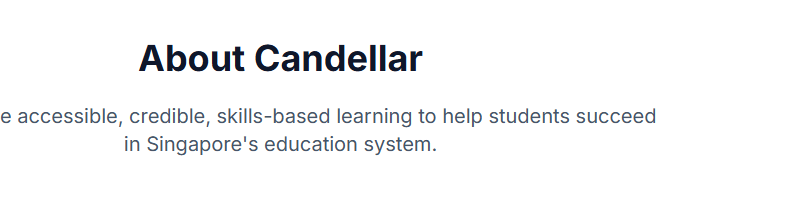 About Candellar
accessible, credible, skills-based learning to help students succeed
in Singapore's education system.